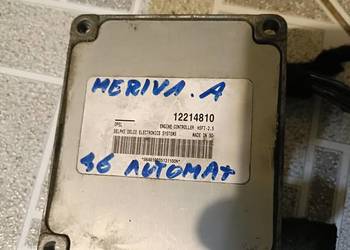 MERIVA.A
12214810
OPEL
ENGINE CONTROLLER HSFI-2.5
DELPHI DELCO ELECTRONICS SYSTEMS
MADE IN
16 AUTOMAT